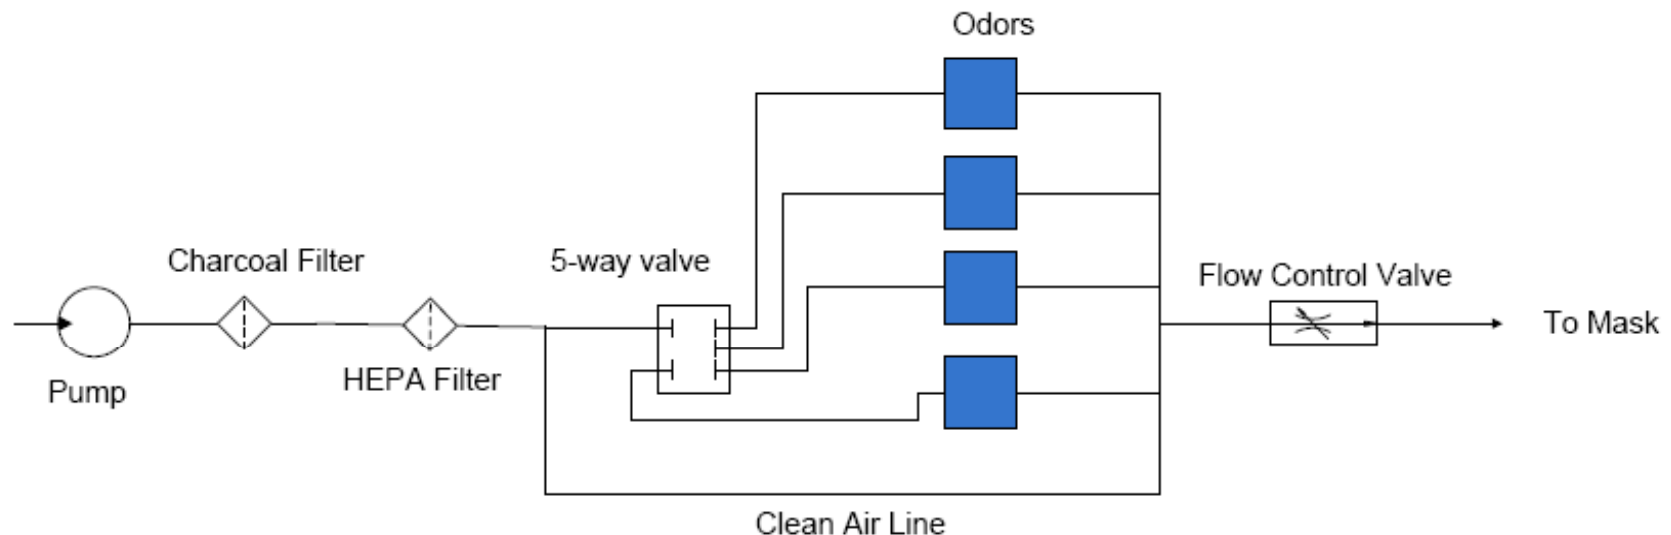 Odors
Charcoal Filter
5-way valve
Flow Control Valve
To Mask
HEPA Filter
Pump
Clean Air Line